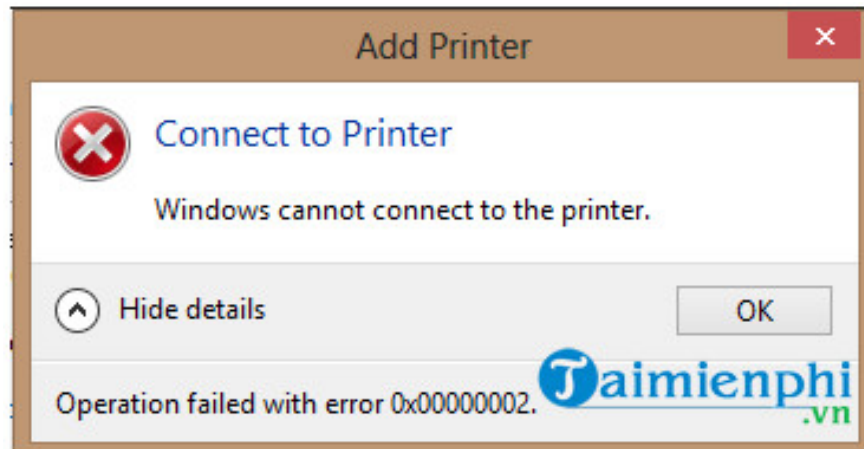 Add Printer
Connect to Printer
Windows cannot connect to the printer.
Hide details
OK
Operation failed with error 0x00000002.
Taimienphi
.vn